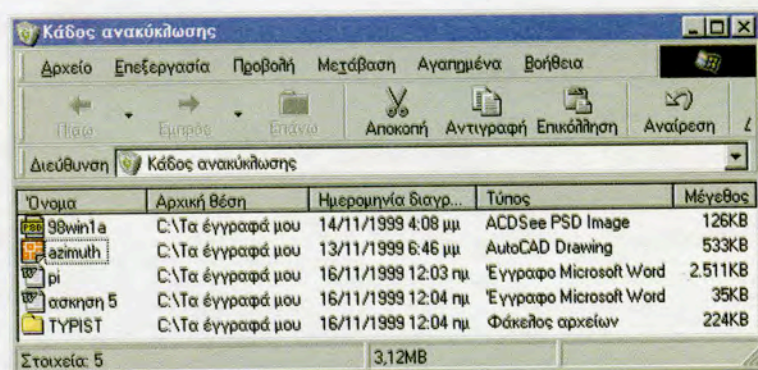 Κάδος ανακύκλωσης
Αρχείο Επεξεργασία Προβολή Μετάβαση Αγαπημένα Βοήθεια
Πίσω Εμπρός Επάνω Αποκοπή Αντιγραφή Επικόλληση Αναίρεση
Διεύθυνση Κάδος ανακύκλωσης
Όνομα Αρχική θέση Ημερομηνία διαγρ... Τύπος Μέγεθος
98win1a C:\Τα έγγραφά μου 14/11/1999 4:08 μμ ACDSee PSD Image 126KB
azimuth C:\Τα έγγραφά μου 13/11/1999 6:46 μμ AutoCAD Drawing 533KB
pi C:\Τα έγγραφά μου 16/11/1999 12:03 πμ Έγγραφο Microsoft Word 2.511KB
ασκηση 5 C:\Τα έγγραφά μου 16/11/1999 12:04 πμ Έγγραφο Microsoft Word 35KB
TYPIST C:\Τα έγγραφά μου 16/11/1999 12:04 πμ Φάκελος αρχείων 224KB
Στοιχεία: 5 3,12MB